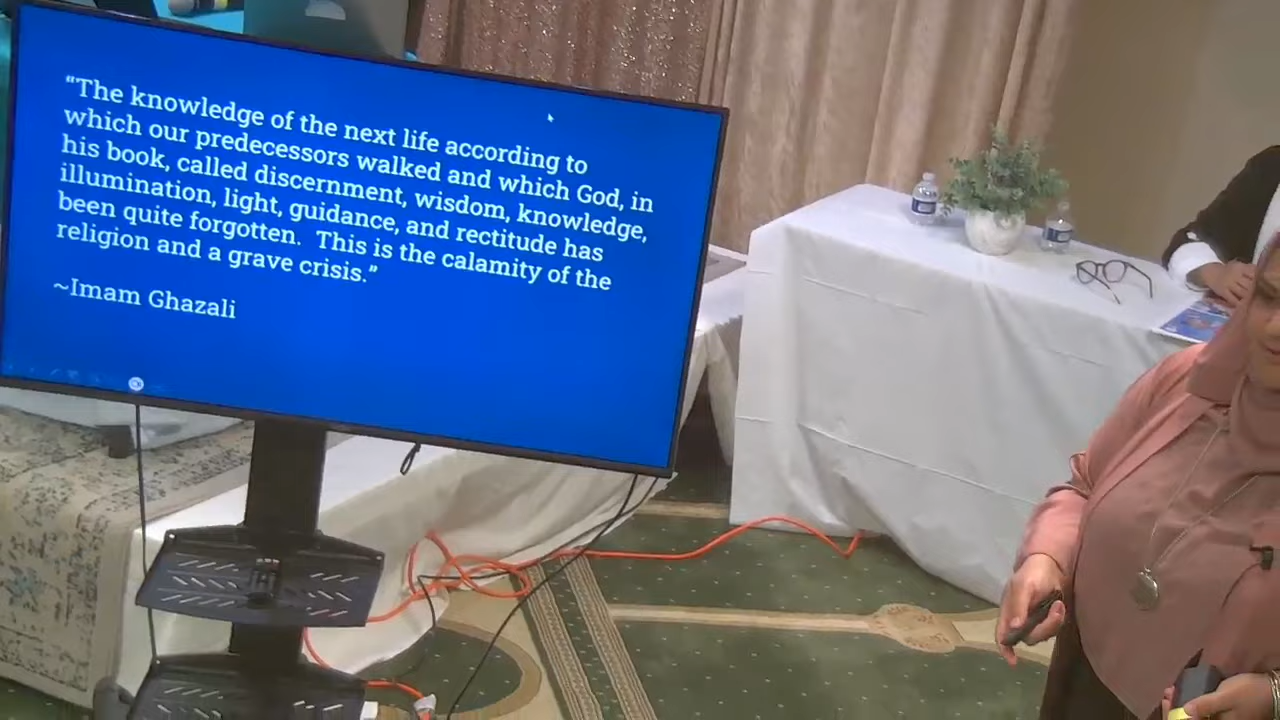 “The knowledge of the next life according to
which our predecessors walked and which God, in
his book, called discernment, wisdom, knowledge,
illumination, light, guidance, and rectitude has
been quite forgotten.  This is the calamity of the
religion and a grave crisis.”
~Imam Ghazali